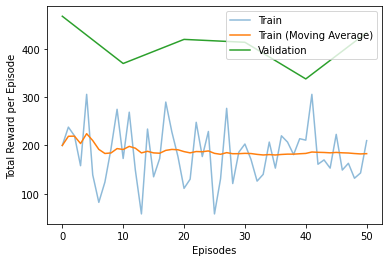 Train
Train (Moving Average)
Validation
Total Reward per Episode
400
300
200
100
0
10
20
30
40
50
Episodes